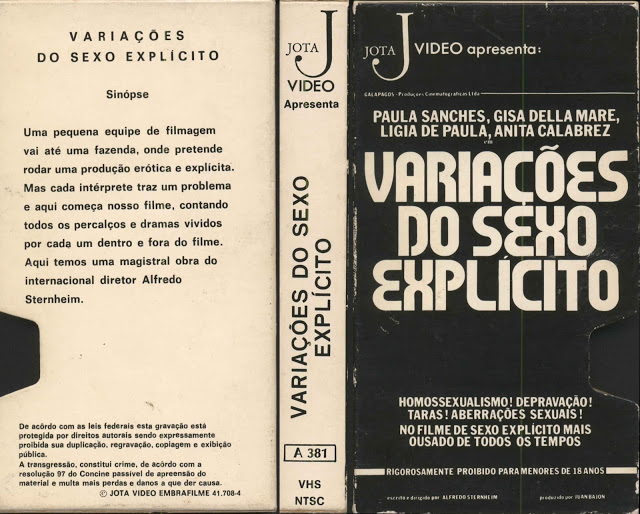 VARIAÇÕES
DO SEXO EXPLÍCITO
Sinópse
Uma pequena equipe de filmagem
vai até uma fazenda, onde pretende
rodar uma produção erótica e explícita.
Mas cada intérprete traz um problema
e aqui começa nosso filme, contando
todos os percalços e dramas vividos
por cada um dentro e fora do filme.
Aqui temos uma magistral obra do
internacional diretor Alfredo
Sternheim.
De acôrdo com as leis federais esta gravação está
protegida por direitos autorais sendo expressamente
proibida sua duplicação, regravação, copiagem e exibição
pública.
A transgressão, constitui crime, de acôrdo com a
resolução 97 do Concine passível de apreensão do
material e multa mais perdas e danos a que der causa.
© JOTA VIDEO EMBRAFILME 41.708-4
JOTA J
VIDEO
Apresenta
VARIAÇÕES DO SEXO
EXPLÍCITO
A 381
VHS
NTSC
JOTA J VIDEO apresenta:
GALAPAGOS - Produções Cinematográficas Ltda
PAULA SANCHES, GISA DELLA MARE,
LIGIA DE PAULA, ANITA CALABREZ
em
VARIAÇÕES
DO SEXO
EXPLÍCITO
HOMOSSEXUALISMO! DEPRAVAÇÃO!
TARAS! ABERRAÇÕES SEXUAIS!
NO FILME DE SEXO EXPLÍCITO MAIS
OUSADO DE TODOS OS TEMPOS
RIGOROSAMENTE PROIBIDO PARA MENORES DE 18 ANOS
escrito e dirigido por ALFREDO STERNHEIM
produzido por JUAN BAJON